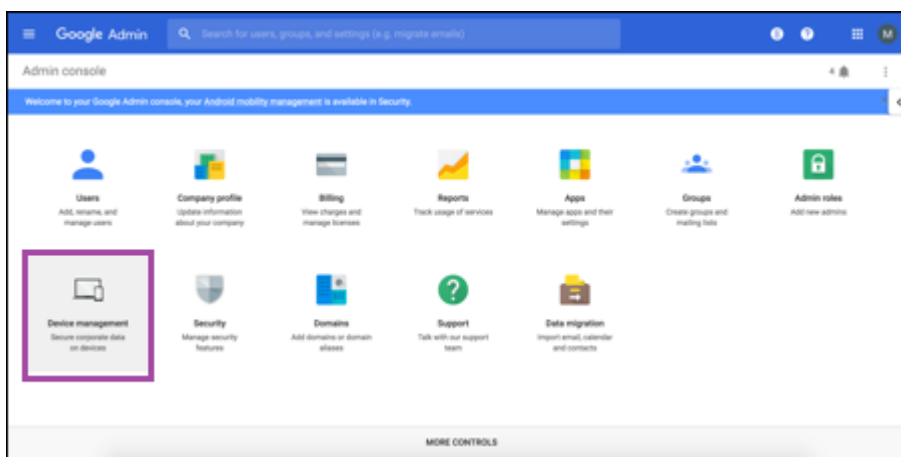 Google Admin
Search for users, groups, and settings (e.g. migrate emails)
M
Admin console
4
Welcome to your Google Admin console, your Android mobility management is available in Security.
Users
Add, rename, and
manage users
Company profile
Update information
about your company
Billing
View charges and
manage licenses
Reports
Track usage of services
Apps
Manage apps and their
settings
Groups
Create groups and
mailing lists
Admin roles
Add new admins
Device management
Secure corporate data
on devices
Security
Manage security
features
Domains
Add domains or domain
aliases
Support
Talk with our support
team
Data migration
Import email, calendar
and contacts
MORE CONTROLS